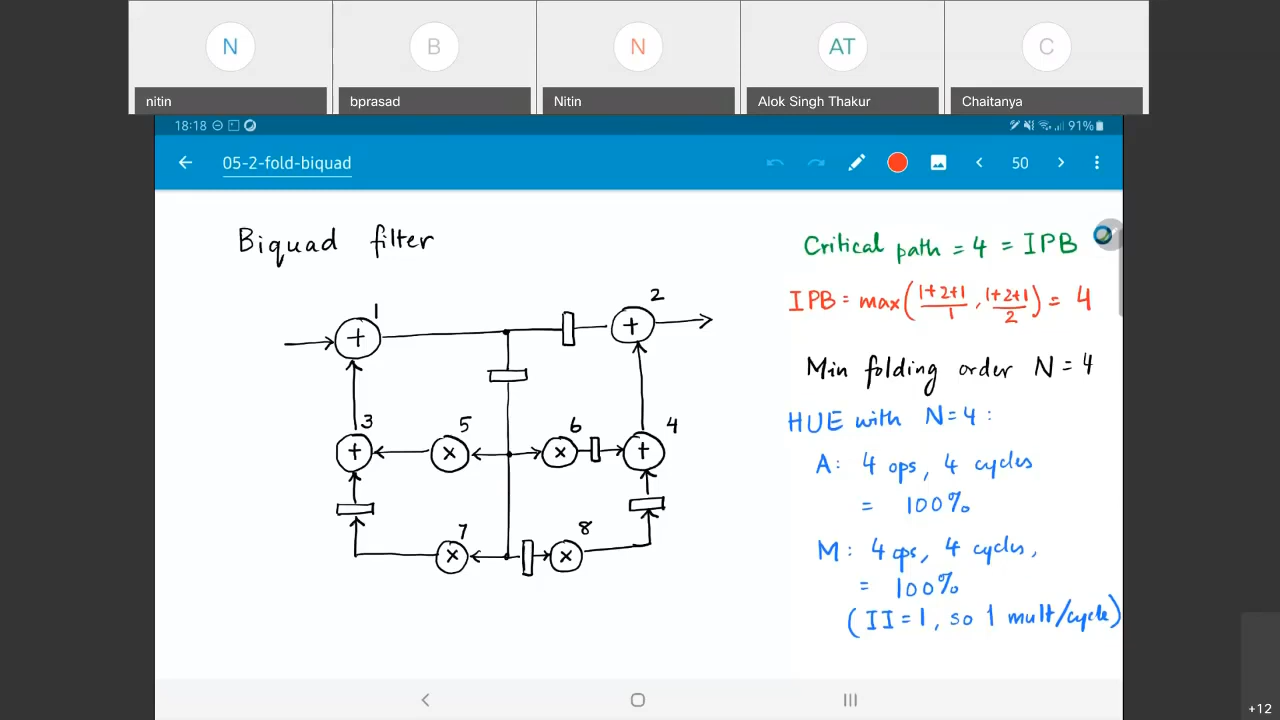 N
B
N
AT
C
nitin
bprasad
Nitin
Alok Singh Thakur
Chaitanya
18:18
91%
05-2-fold-biquad
50
Biquad filter
1
2
+
+
3
5
6
4
+
×
×
+
7
8
×
×
Critical path = 4 = IPB
IPB = max(1+2+1/1, 1+2+1/2) = 4
Min folding order N = 4
HUE with N=4 :
A: 4 ops, 4 cycles
= 100%
M: 4 ops, 4 cycles,
= 100%
(II=1, so 1 mult/cycle)
+12